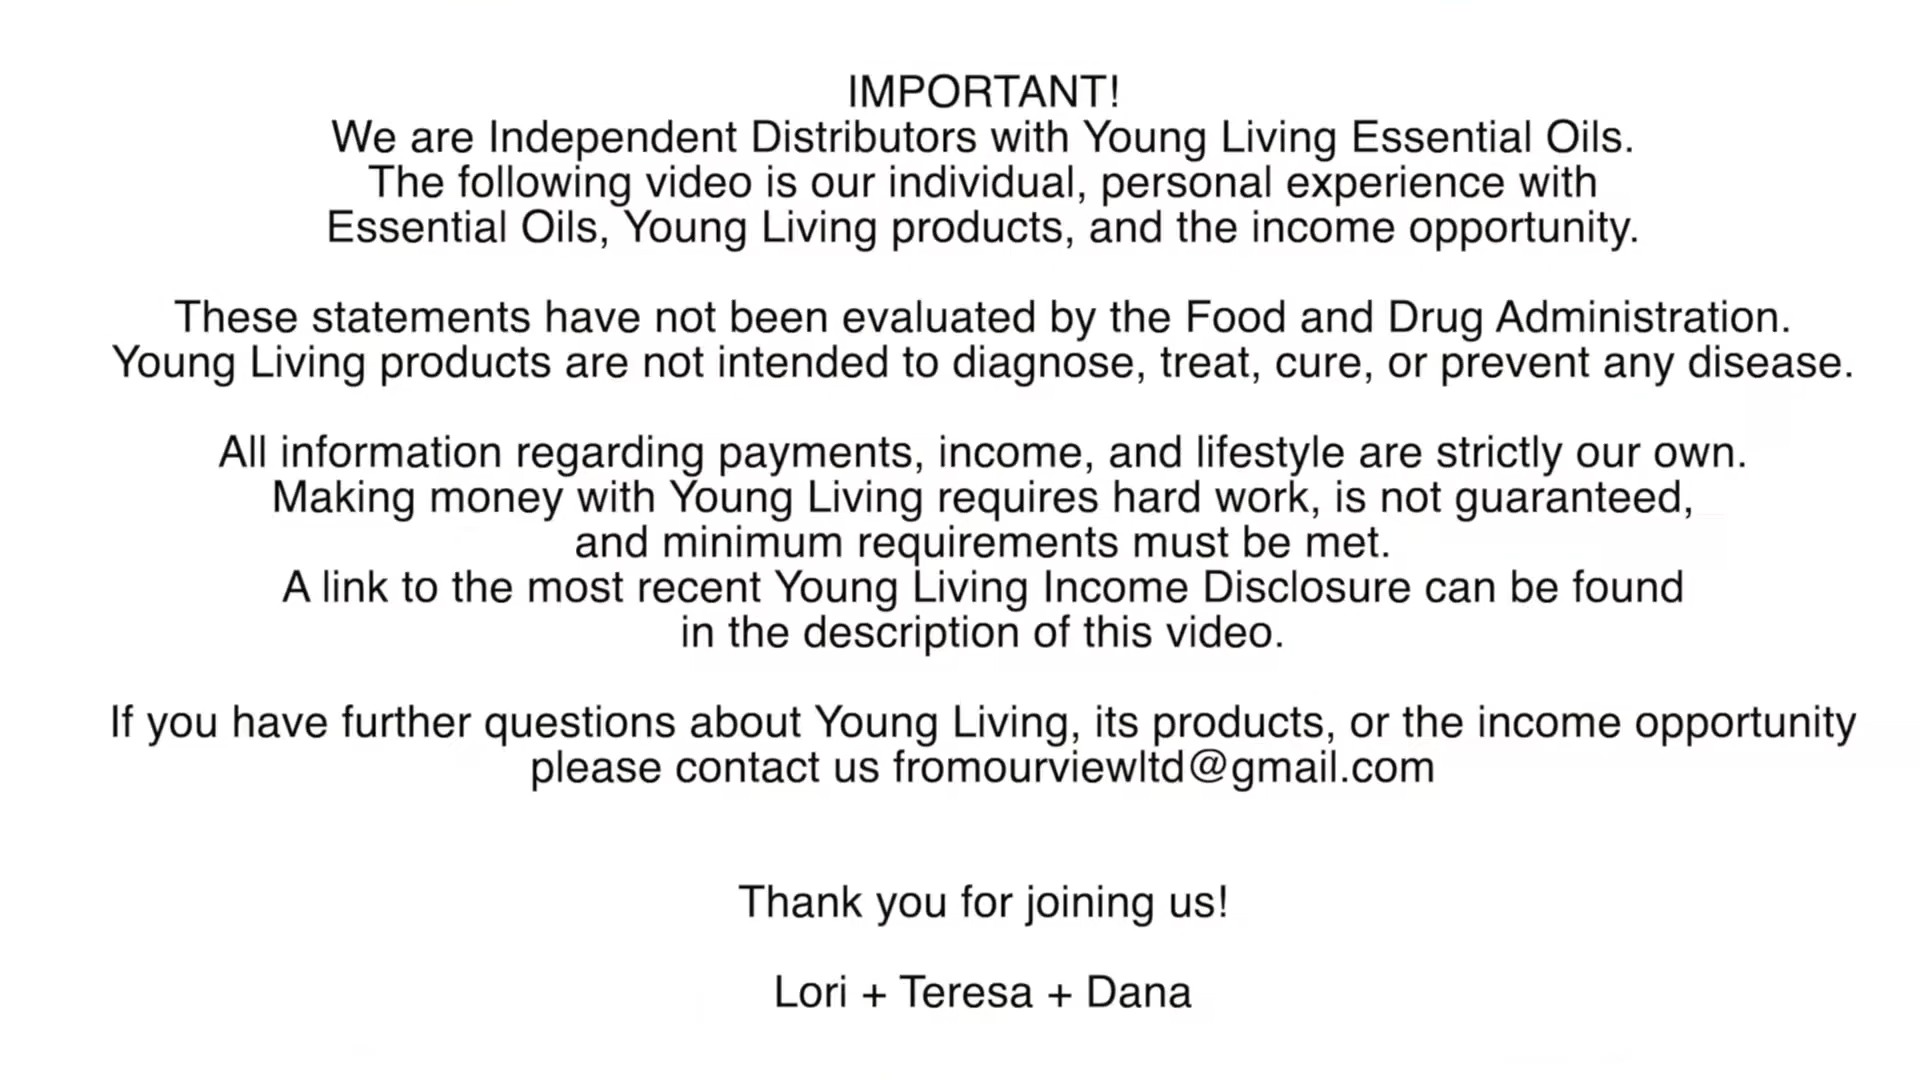 IMPORTANT!
We are Independent Distributors with Young Living Essential Oils.
The following video is our individual, personal experience with
Essential Oils, Young Living products, and the income opportunity.
These statements have not been evaluated by the Food and Drug Administration.
Young Living products are not intended to diagnose, treat, cure, or prevent any disease.
All information regarding payments, income, and lifestyle are strictly our own.
Making money with Young Living requires hard work, is not guaranteed,
and minimum requirements must be met.
A link to the most recent Young Living Income Disclosure can be found
in the description of this video.
If you have further questions about Young Living, its products, or the income opportunity
please contact us fromourviewltd@gmail.com
Thank you for joining us!
Lori + Teresa + Dana